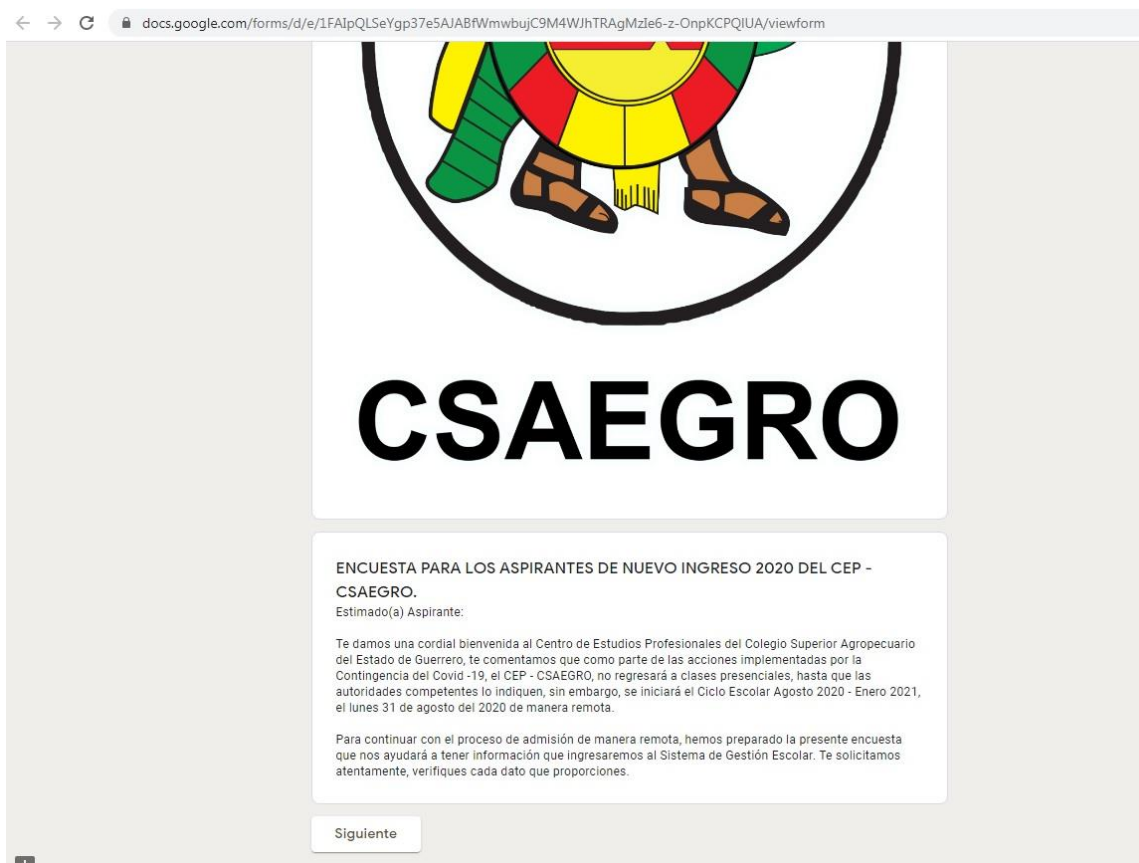 docs.google.com/forms/d/e/1FAIpQLSeYgp37e5AJABfWmwbujC9M4WJhTRAgMzIe6-z-OnpKCPQIUA/viewform
CSAEGRO
ENCUESTA PARA LOS ASPIRANTES DE NUEVO INGRESO 2020 DEL CEP -
CSAEGRO.
Estimado(a) Aspirante:
Te damos una cordial bienvenida al Centro de Estudios Profesionales del Colegio Superior Agropecuario
del Estado de Guerrero, te comentamos que como parte de las acciones implementadas por la
Contingencia del Covid -19, el CEP - CSAEGRO, no regresará a clases presenciales, hasta que las
autoridades competentes lo indiquen, sin embargo, se iniciará el Ciclo Escolar Agosto 2020 - Enero 2021,
el lunes 31 de agosto del 2020 de manera remota.
Para continuar con el proceso de admisión de manera remota, hemos preparado la presente encuesta
que nos ayudará a tener información que ingresaremos al Sistema de Gestión Escolar. Te solicitamos
atentamente, verifiques cada dato que proporciones.
Siguiente